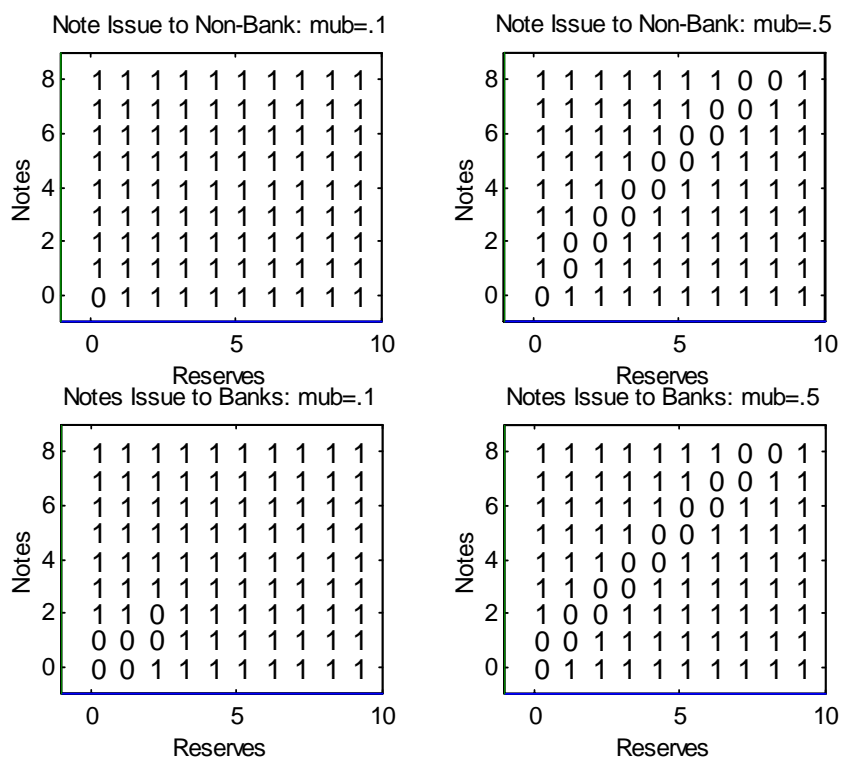 Note Issue to Non-Bank: mub=.1
Notes
8 1 1 1 1 1 1 1 1 1 1
1 1 1 1 1 1 1 1 1 1
6 1 1 1 1 1 1 1 1 1 1
1 1 1 1 1 1 1 1 1 1
4 1 1 1 1 1 1 1 1 1 1
1 1 1 1 1 1 1 1 1 1
2 1 1 1 1 1 1 1 1 1 1
1 1 1 1 1 1 1 1 1 1
0 0 1 1 1 1 1 1 1 1 1
0 5 10
Reserves
Note Issue to Non-Bank: mub=.5
Notes
8 1 1 1 1 1 1 1 0 0 1
1 1 1 1 1 1 0 0 1 1
6 1 1 1 1 1 0 0 1 1 1
1 1 1 1 0 0 1 1 1 1
4 1 1 1 0 0 1 1 1 1 1
1 1 0 0 1 1 1 1 1 1
2 1 0 0 1 1 1 1 1 1 1
1 0 1 1 1 1 1 1 1 1
0 0 1 1 1 1 1 1 1 1 1
0 5 10
Reserves
Notes Issue to Banks: mub=.1
Notes
8 1 1 1 1 1 1 1 1 1 1
1 1 1 1 1 1 1 1 1 1
6 1 1 1 1 1 1 1 1 1 1
1 1 1 1 1 1 1 1 1 1
4 1 1 1 1 1 1 1 1 1 1
1 1 1 1 1 1 1 1 1 1
2 1 1 0 1 1 1 1 1 1 1
0 0 0 1 1 1 1 1 1 1
0 0 0 1 1 1 1 1 1 1 1
0 5 10
Reserves
Notes Issue to Banks: mub=.5
Notes
8 1 1 1 1 1 1 1 0 0 1
1 1 1 1 1 1 0 0 1 1
6 1 1 1 1 1 0 0 1 1 1
1 1 1 1 0 0 1 1 1 1
4 1 1 1 0 0 1 1 1 1 1
1 1 0 0 1 1 1 1 1 1
2 1 0 0 1 1 1 1 1 1 1
0 0 1 1 1 1 1 1 1 1
0 0 1 1 1 1 1 1 1 1 1
0 5 10
Reserves